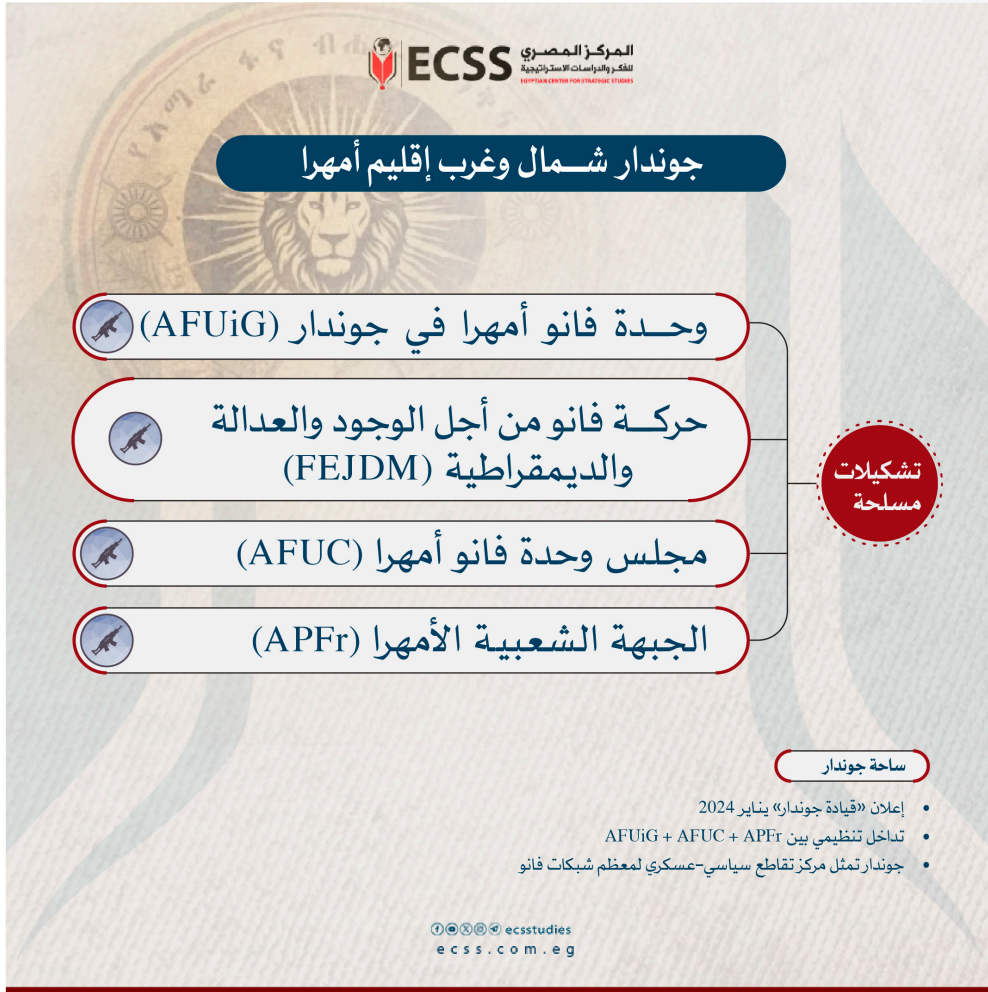 ECSS
المركز المصري
للفكر والدراسات الاستراتيجية
EGYPTIAN CENTER FOR STRATEGIC STUDIES
جوندار شمال وغرب إقليم أمهرا
تشكيلات
مسلحة
وحدة فانو أمهرا في جوندار (AFUiG)
حركة فانو من أجل الوجود والعدالة
والديمقراطية (FEJDM)
مجلس وحدة فانو أمهرا (AFUC)
الجبهة الشعبية الأمهرا (APFr)
ساحة جوندار
• إعلان «قيادة جوندار» يناير 2024
• تداخل تنظيمي بين AFUiG + AFUC + APFr
• جوندار تمثل مركز تقاطع سياسي-عسكري لمعظم شبكات فانو
ecsstudies
ecss.com.eg